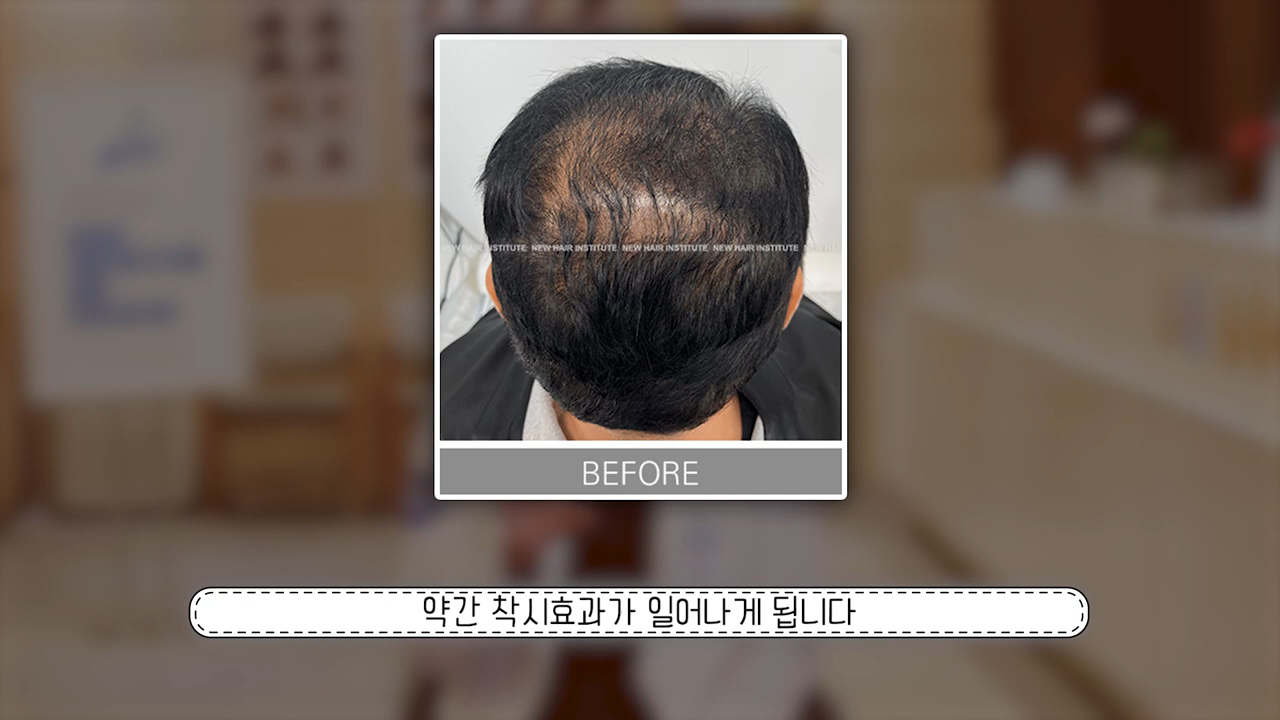 NEW HAIR INSTITUTE NEW HAIR INSTITUTE NEW HAIR INSTITUTE NEW HAIR INSTITUTE
BEFORE
약간 착시효과가 일어나게 됩니다